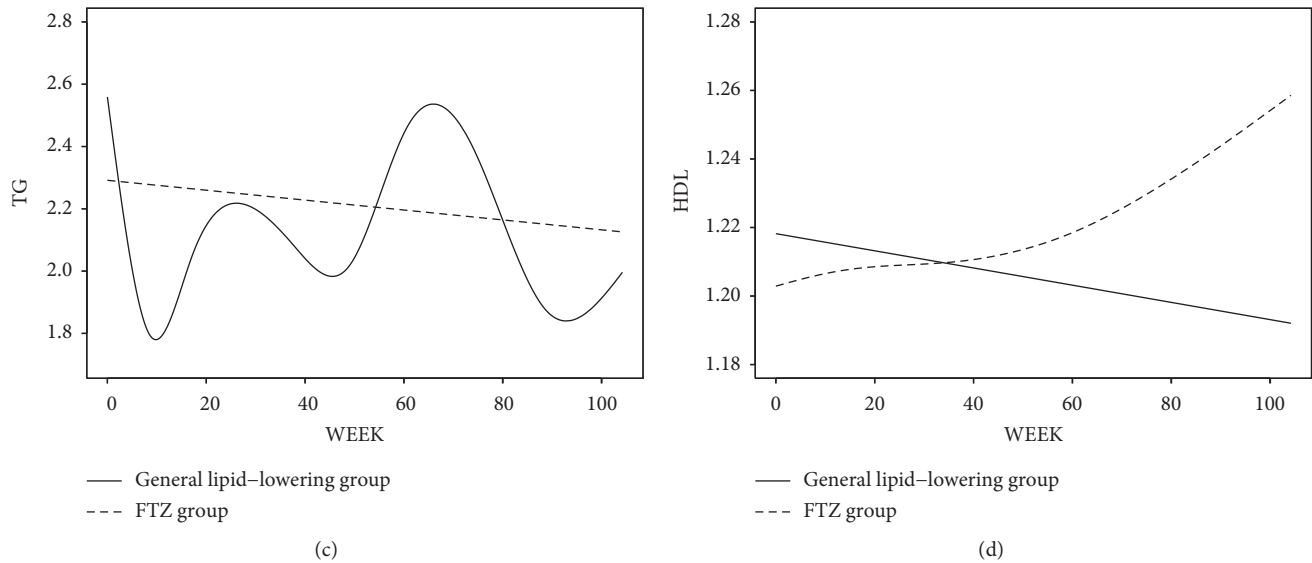 2.8
2.6
2.4
2.2
2.0
1.8
TG
0 20 40 60 80 100
WEEK
General lipid−lowering group
FTZ group
(c)
1.28
1.26
1.24
1.22
1.20
1.18
HDL
0 20 40 60 80 100
WEEK
General lipid−lowering group
FTZ group
(d)